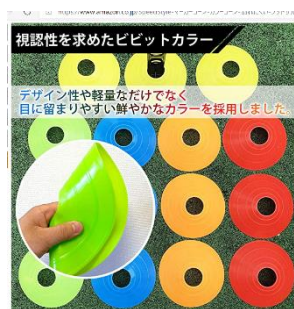 視認性を求めたビビットカラー
デザイン性や軽量なだけでなく
目に留まりやすい鮮やかなカラーを採用しました。